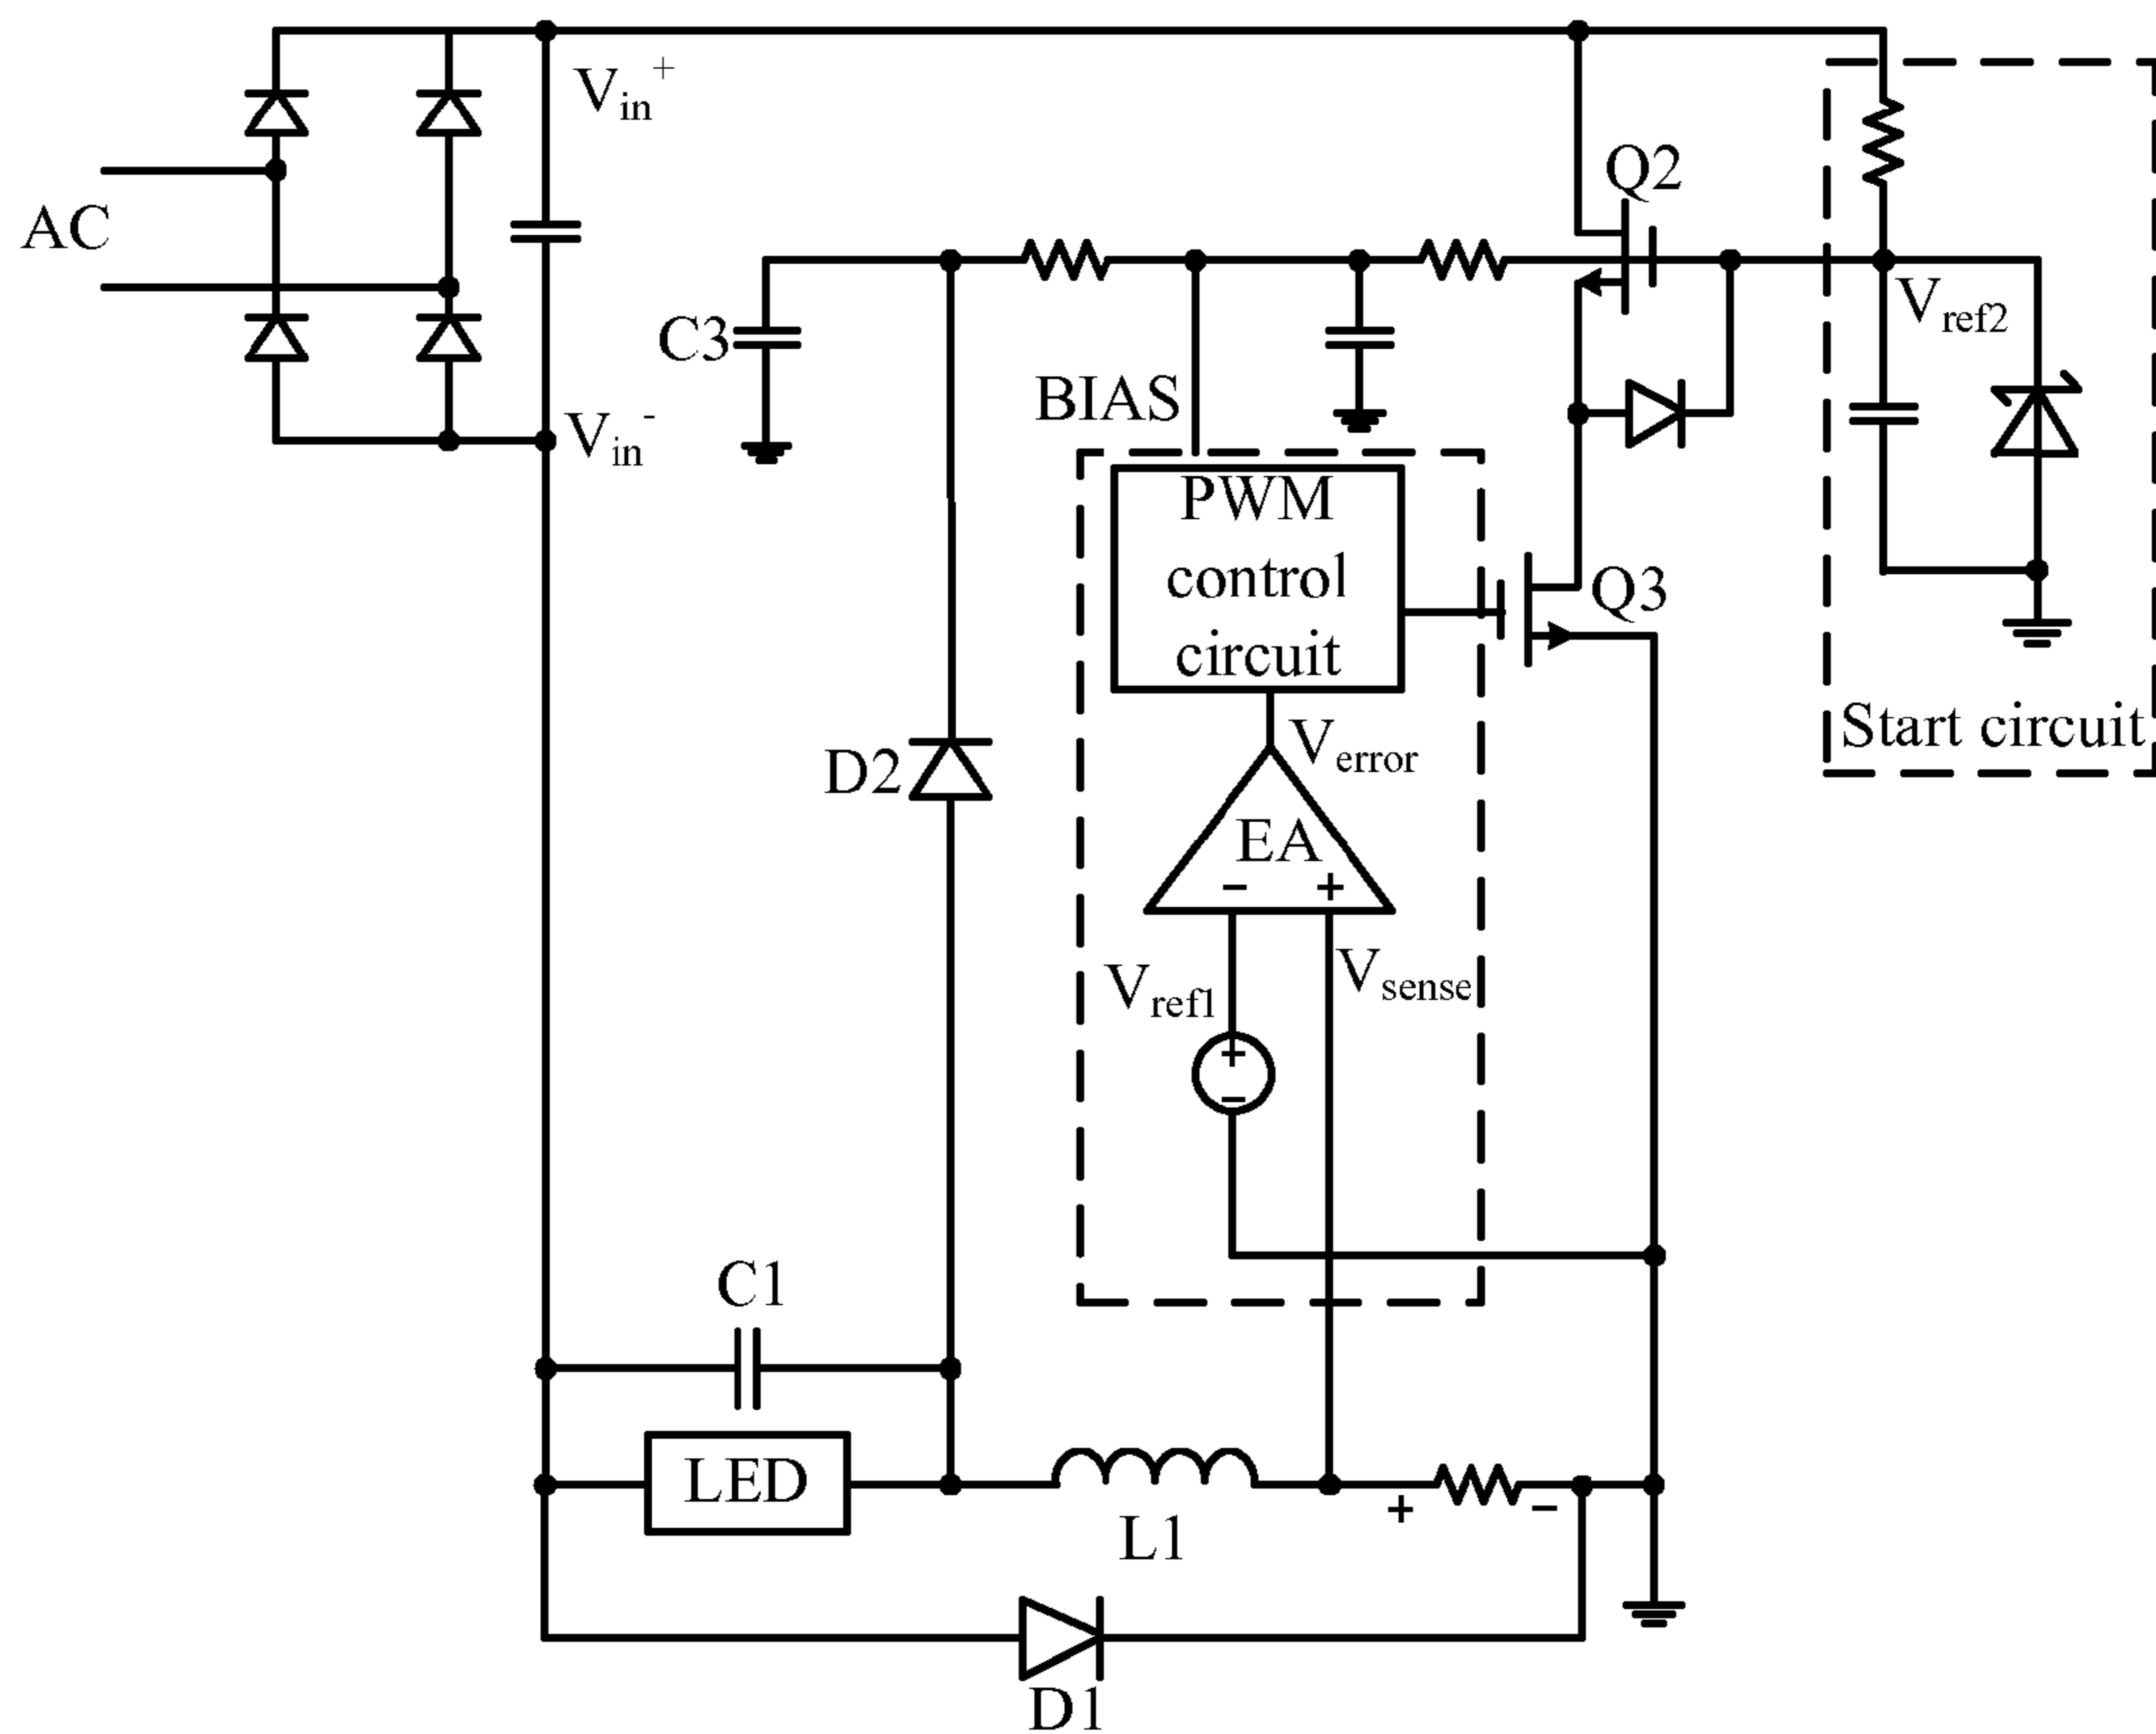 Vin+
AC
Q2
Vref2
C3
BIAS
Vin-
PWM
control
circuit
Q3
Start circuit
Verror
D2
EA
- +
Vref1
Vsense
+
-
C1
LED
L1
+ -
D1